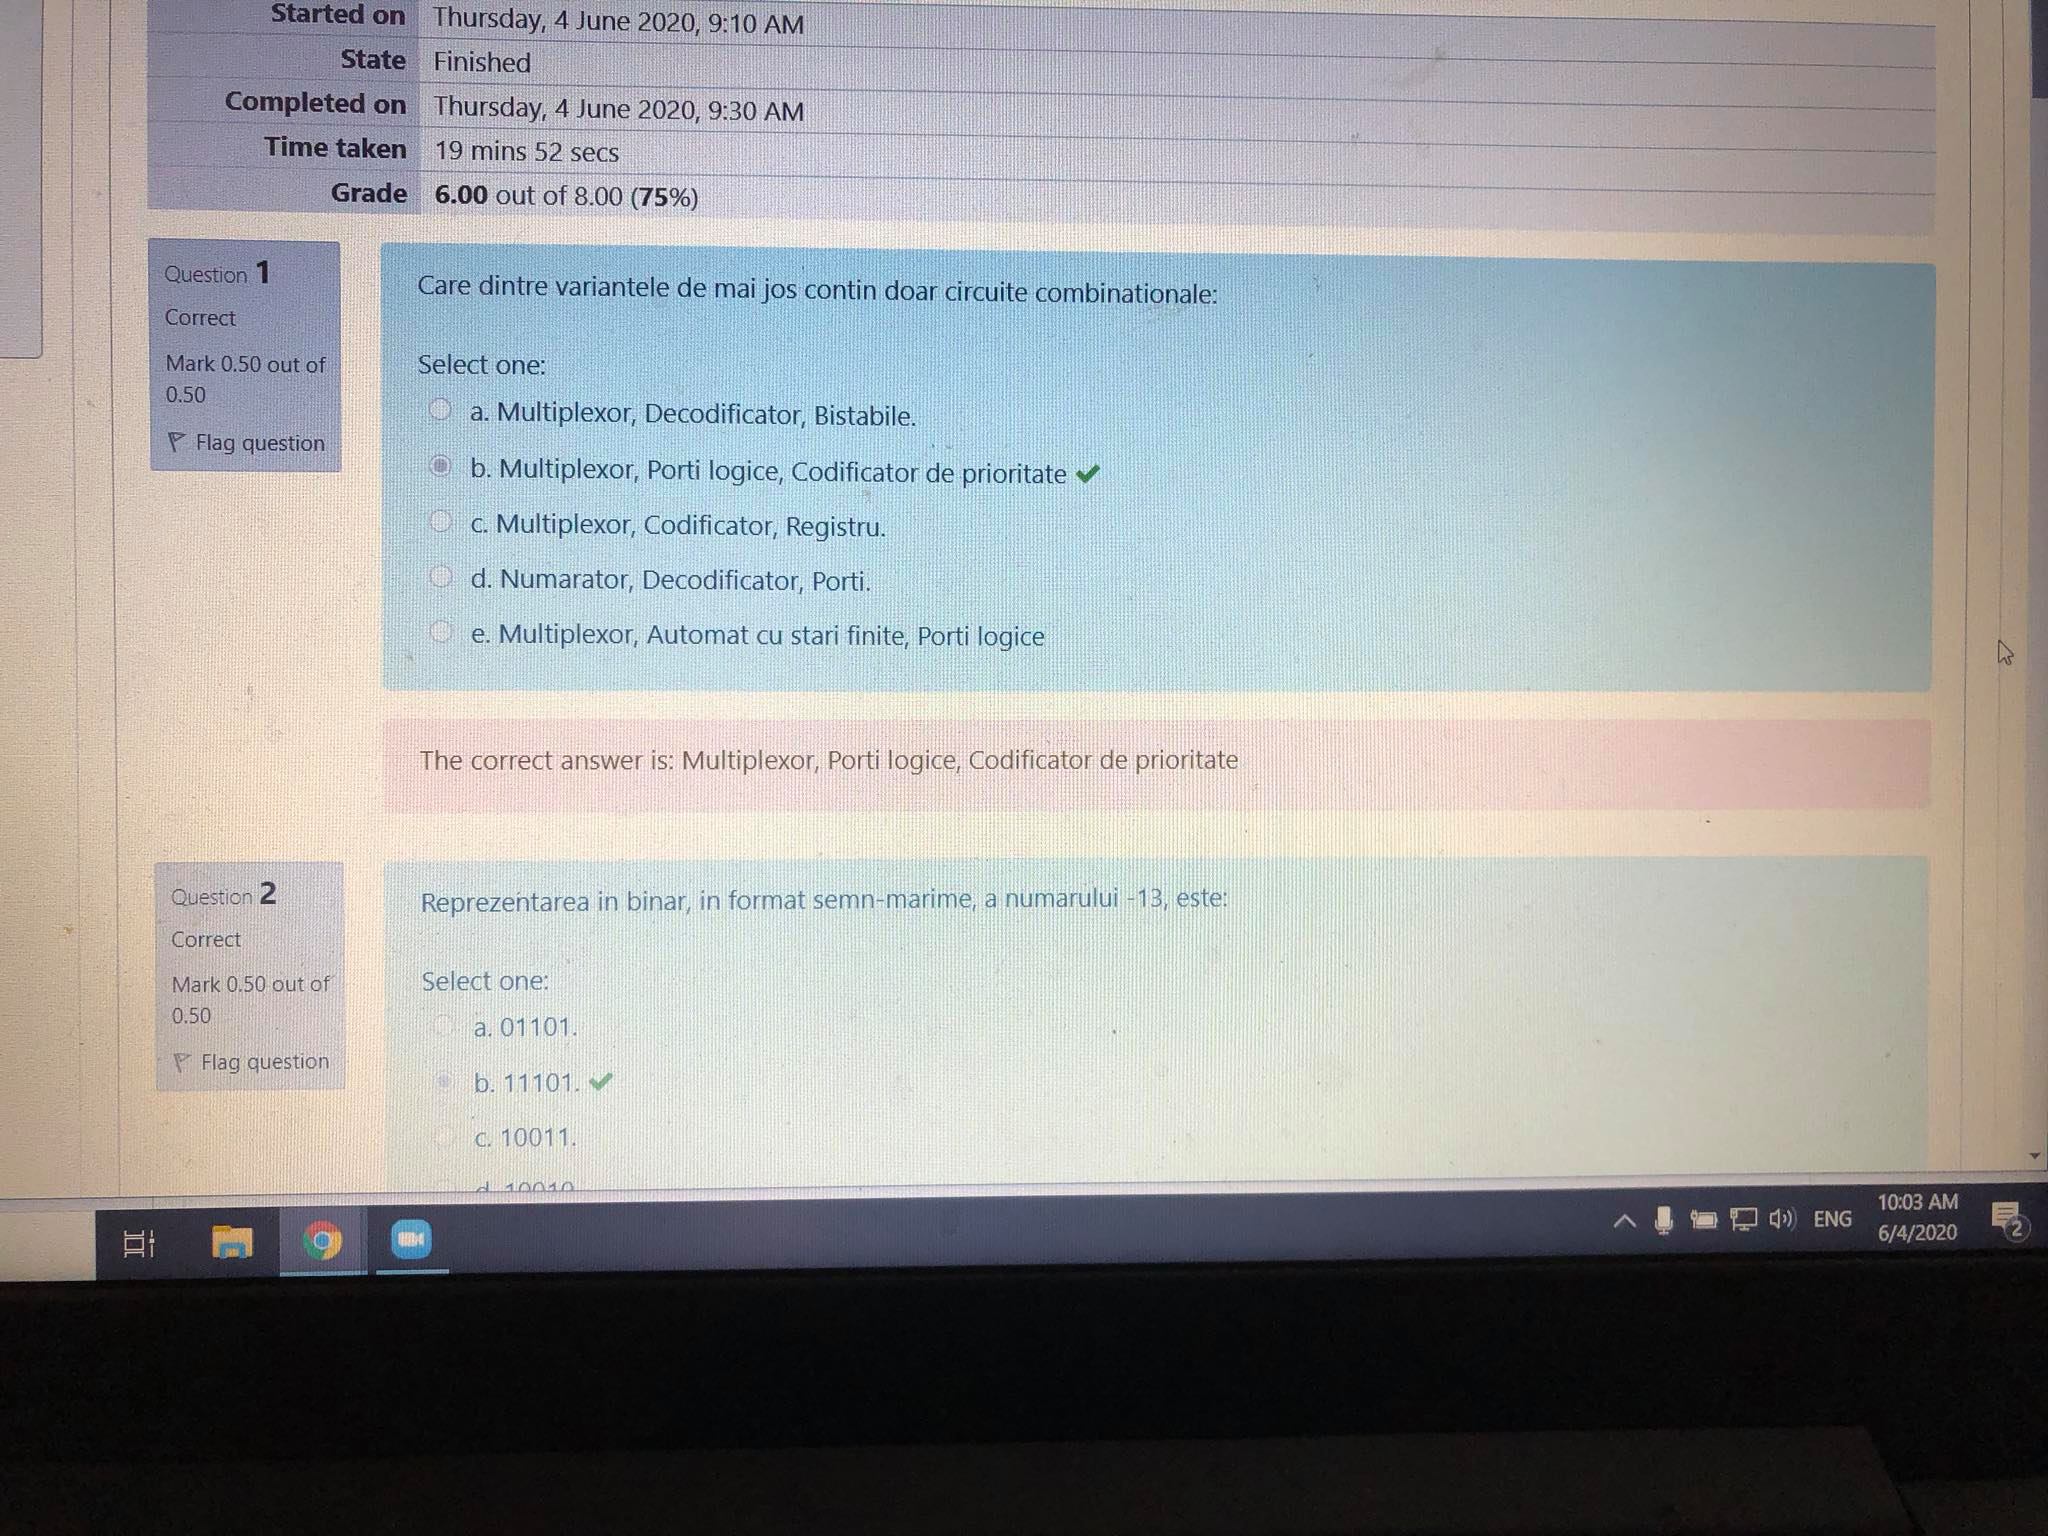 Started on Thursday, 4 June 2020, 9:10 AM
State Finished
Completed on Thursday, 4 June 2020, 9:30 AM
Time taken 19 mins 52 secs
Grade 6.00 out of 8.00 (75%)
Question 1
Correct
Mark 0.50 out of
0.50
Flag question
Care dintre variantele de mai jos contin doar circuite combinationale:
Select one:
a. Multiplexor, Decodificator, Bistabile.
b. Multiplexor, Porti logice, Codificator de prioritate
c. Multiplexor, Codificator, Registru.
d. Numarator, Decodificator, Porti.
e. Multiplexor, Automat cu stari finite, Porti logice
The correct answer is: Multiplexor, Porti logice, Codificator de prioritate
Question 2
Correct
Mark 0.50 out of
0.50
Flag question
Reprezentarea in binar, in format semn-marime, a numarului -13, este:
Select one:
a. 01101.
b. 11101.
c. 10011.
d. 10010
ENG
10:03 AM
6/4/2020
2